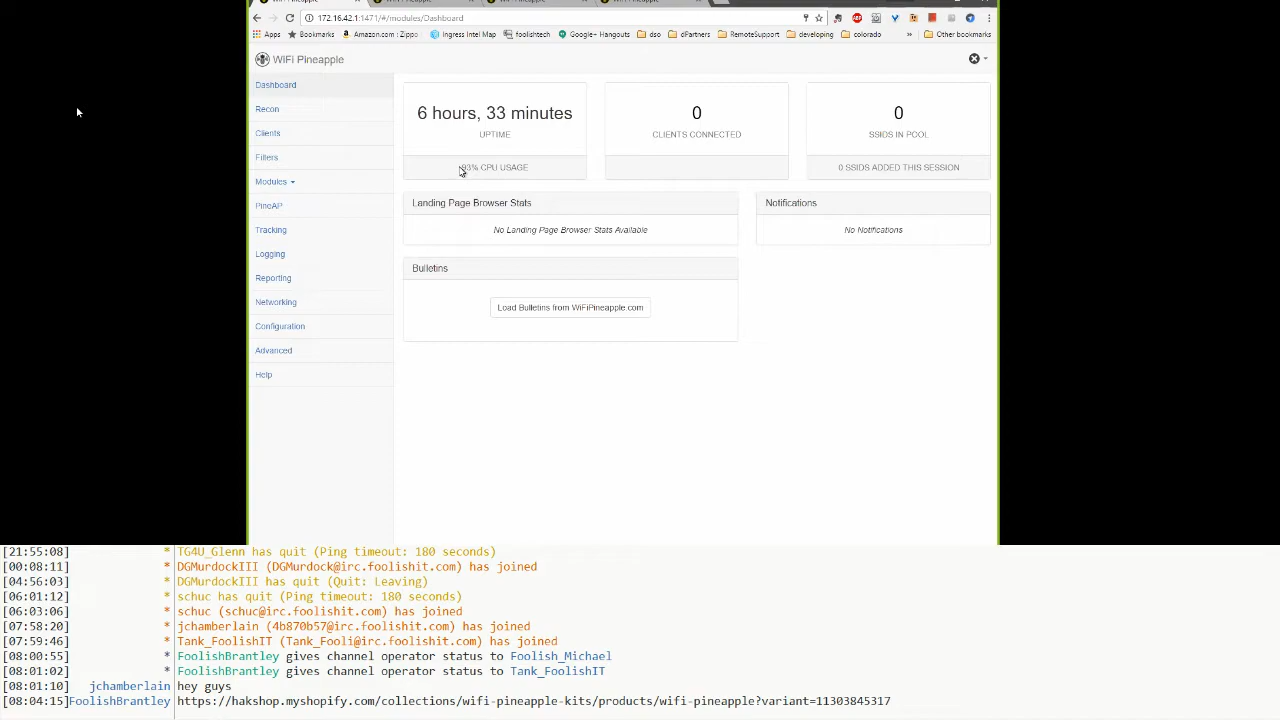 WiFi Pineapple
172.16.42.1:1471/#/modules/Dashboard
Apps Bookmarks Amazon.com : Zippo Ingress Intel Map foolishtech Google+ Hangouts dso dPartners RemoteSupport developing colorado » Other bookmarks
WiFi Pineapple
Dashboard
Recon
Clients
Filters
Modules
PineAP
Tracking
Logging
Reporting
Networking
Configuration
Advanced
Help
6 hours, 33 minutes
UPTIME
93% CPU USAGE
0
CLIENTS CONNECTED
0
SSIDS IN POOL
0 SSIDS ADDED THIS SESSION
Landing Page Browser Stats
No Landing Page Browser Stats Available
Notifications
No Notifications
Bulletins
Load Bulletins from WiFiPineapple.com
[21:55:08] * TG4U_Glenn has quit (Ping timeout: 180 seconds)
[00:08:11] * DGMurdockIII (DGMurdock@irc.foolishit.com) has joined
[04:56:03] * DGMurdockIII has quit (Quit: Leaving)
[06:01:12] * schuc has quit (Ping timeout: 180 seconds)
[06:03:06] * schuc (schuc@irc.foolishit.com) has joined
[07:58:20] * jchamberlain (4b870b57@irc.foolishit.com) has joined
[07:59:46] * Tank_FoolishIT (Tank_Fooli@irc.foolishit.com) has joined
[08:00:55] * FoolishBrantley gives channel operator status to Foolish_Michael
[08:01:02] * FoolishBrantley gives channel operator status to Tank_FoolishIT
[08:01:10] jchamberlain hey guys
[08:04:15] FoolishBrantley https://hakshop.myshopify.com/collections/wifi-pineapple-kits/products/wifi-pineapple?variant=11303845317